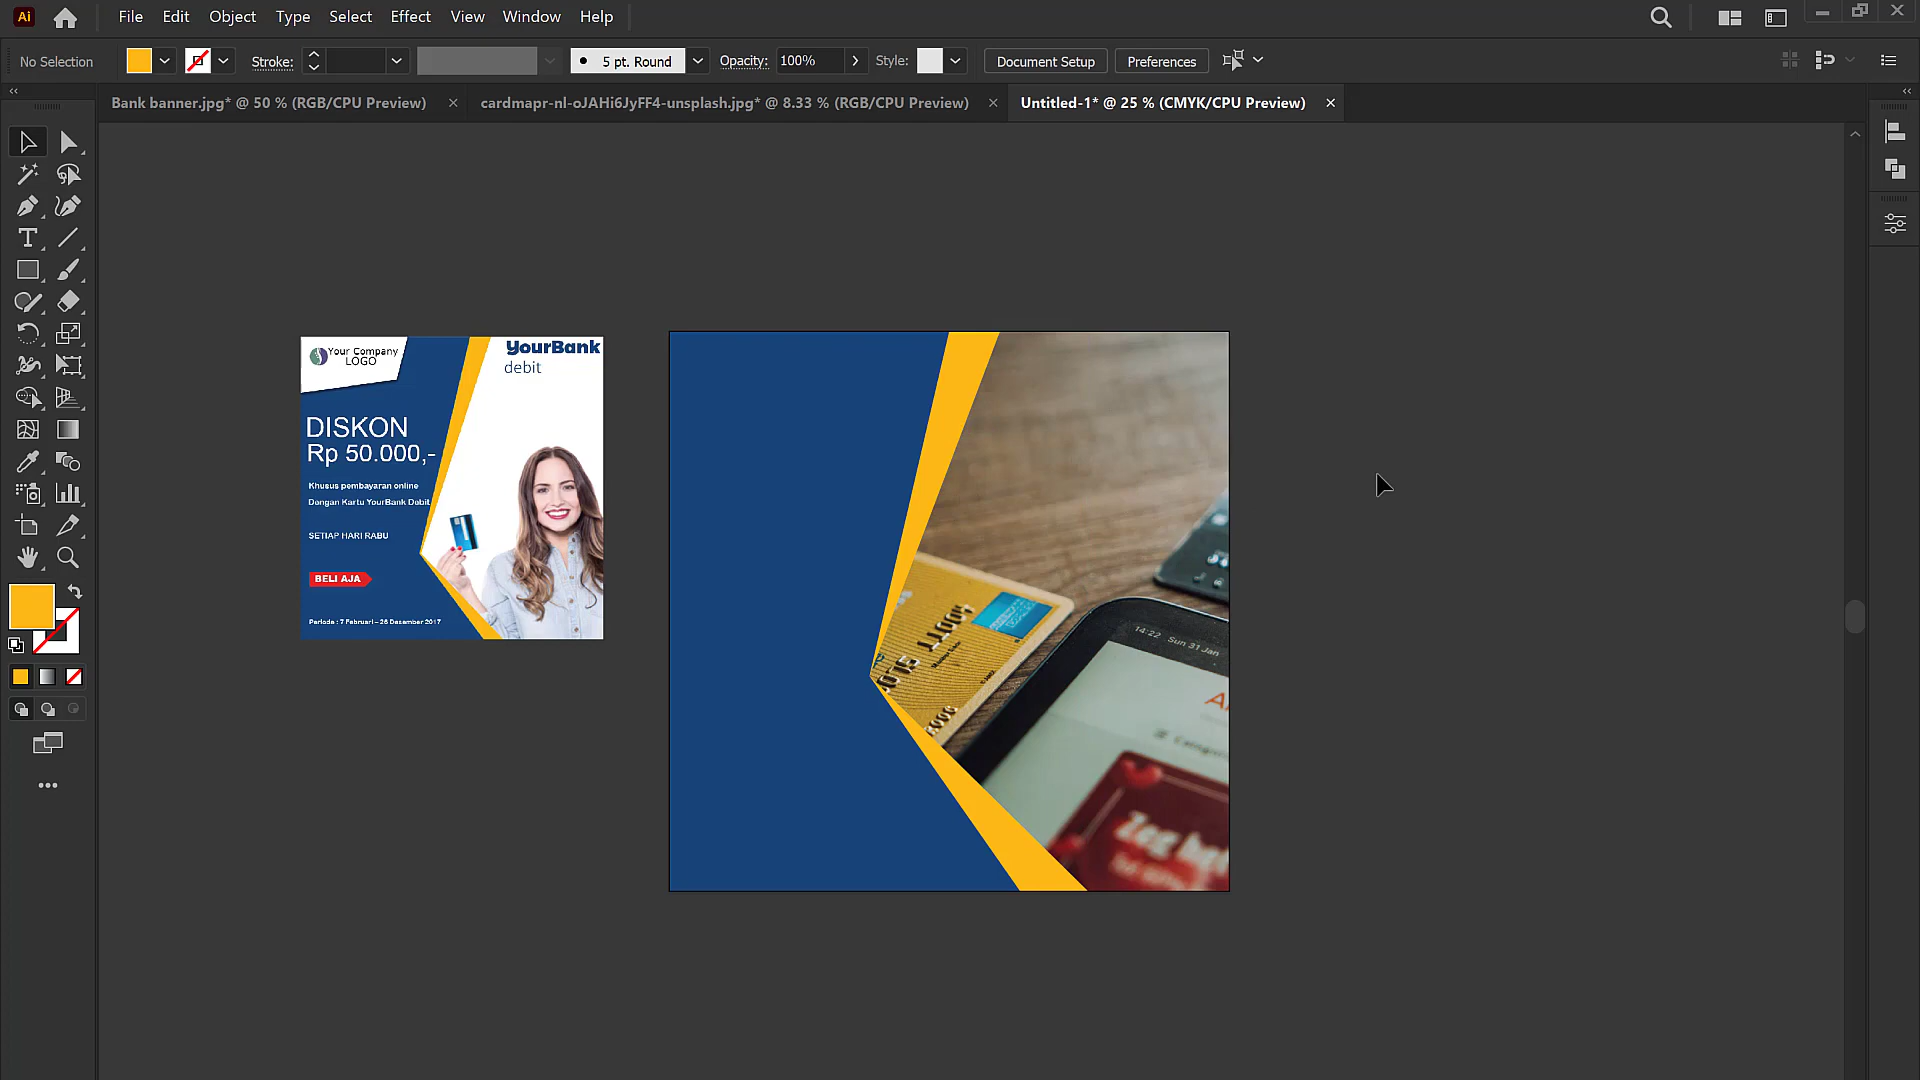 File Edit Object Type Select Effect View Window Help
No Selection
Stroke:
5 pt. Round
Opacity: 100%
Style:
Document Setup
Preferences
Bank banner.jpg* @ 50 % (RGB/CPU Preview)
cardmapr-nl-oJAHi6JyFF4-unsplash.jpg* @ 8.33 % (RGB/CPU Preview)
Untitled-1* @ 25 % (CMYK/CPU Preview)
Ai
Your Company
LOGO
YourBank
debit
DISKON
Rp 50.000,-
Khusus pembayaran online
Dengan Kartu YourBank Debit
SETIAP HARI RABU
BELI AJA
Periode : 7 Februari – 26 Desember 2017
14:22 Sun 31 Jan